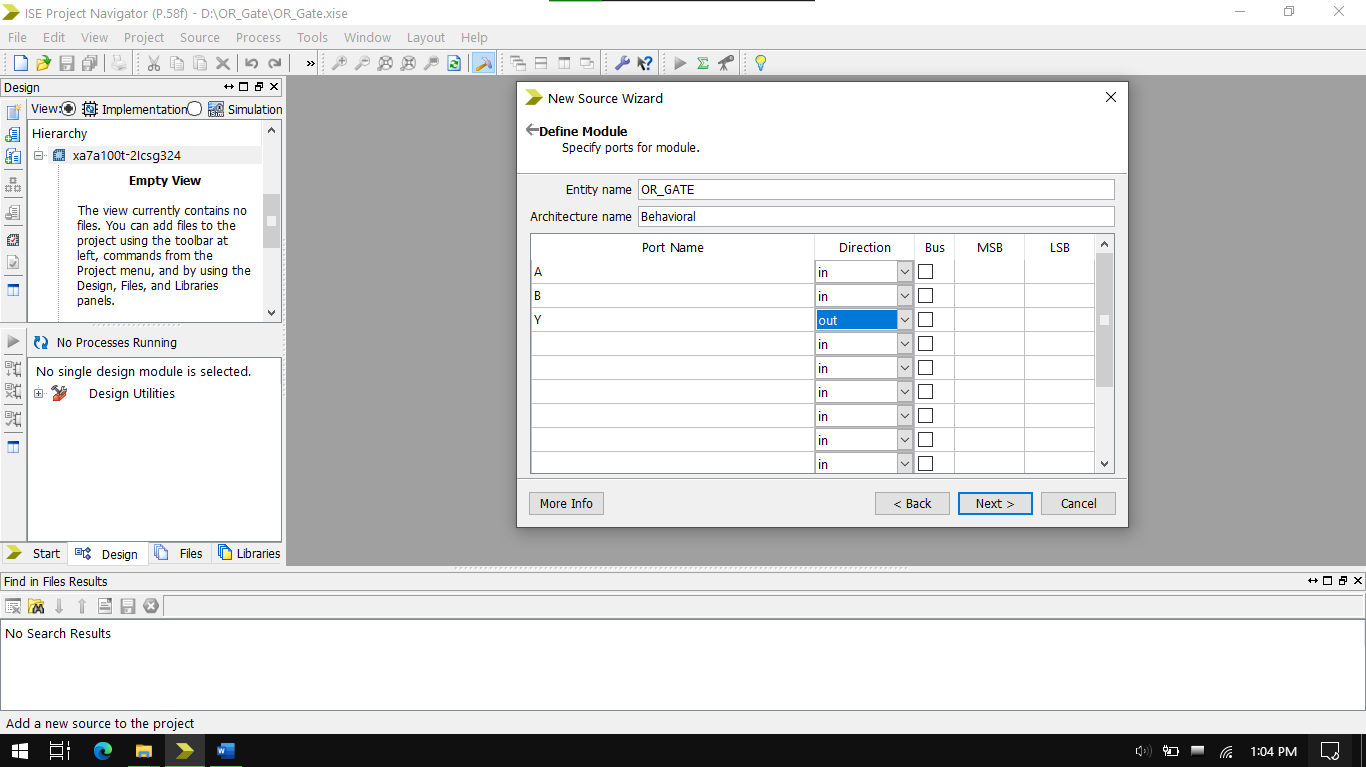 ISE Project Navigator (P.58f) - D:\OR_Gate\OR_Gate.xise
File Edit View Project Source Process Tools Window Layout Help
»
Design
View: Implementation Simulation
Hierarchy
xa7a100t-2Icsg324
Empty View
The view currently contains no
files. You can add files to the
project using the toolbar at
left, commands from the
Project menu, and by using the
Design, Files, and Libraries
panels.
No Processes Running
No single design module is selected.
Design Utilities
Start Design Files Libraries
New Source Wizard
Define Module
Specify ports for module.
Entity name OR_GATE
Architecture name Behavioral
Port Name Direction Bus MSB LSB
A in
B in
Y out
in
in
in
in
in
in
More Info < Back Next > Cancel
Find in Files Results
No Search Results
Add a new source to the project
1:04 PM